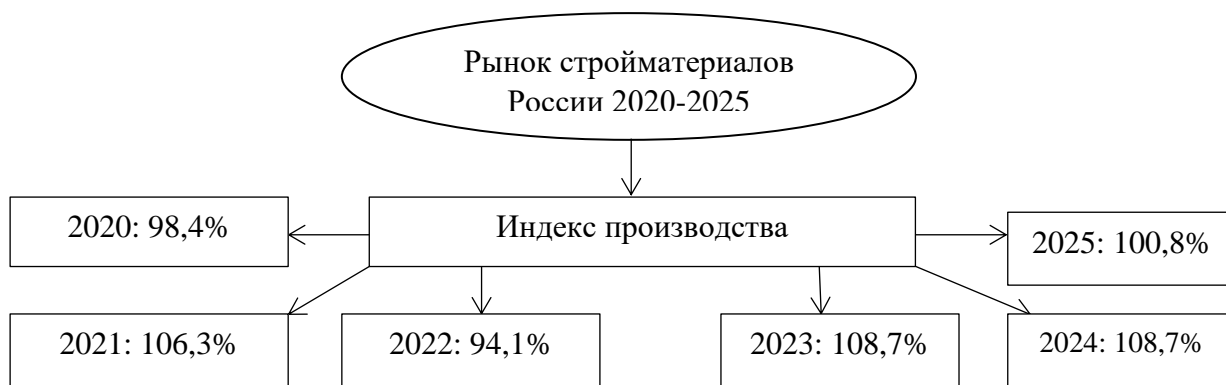 Рынок стройматериалов
России 2020-2025
Индекс производства
2020: 98,4%
2025: 100,8%
2021: 106,3%
2022: 94,1%
2023: 108,7%
2024: 108,7%